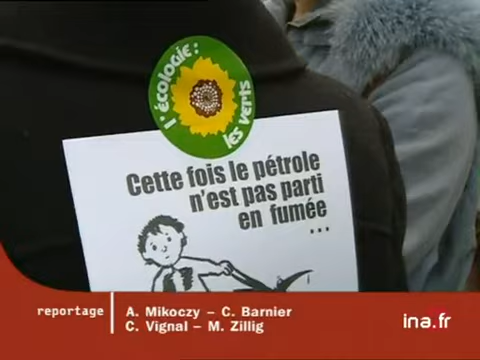 l'écologie :
les verts
Cette fois le pétrole
n'est pas parti
en fumée
...
reportage
A. Mikoczy – C. Barnier
C. Vignal – M. Zillig
ina.fr